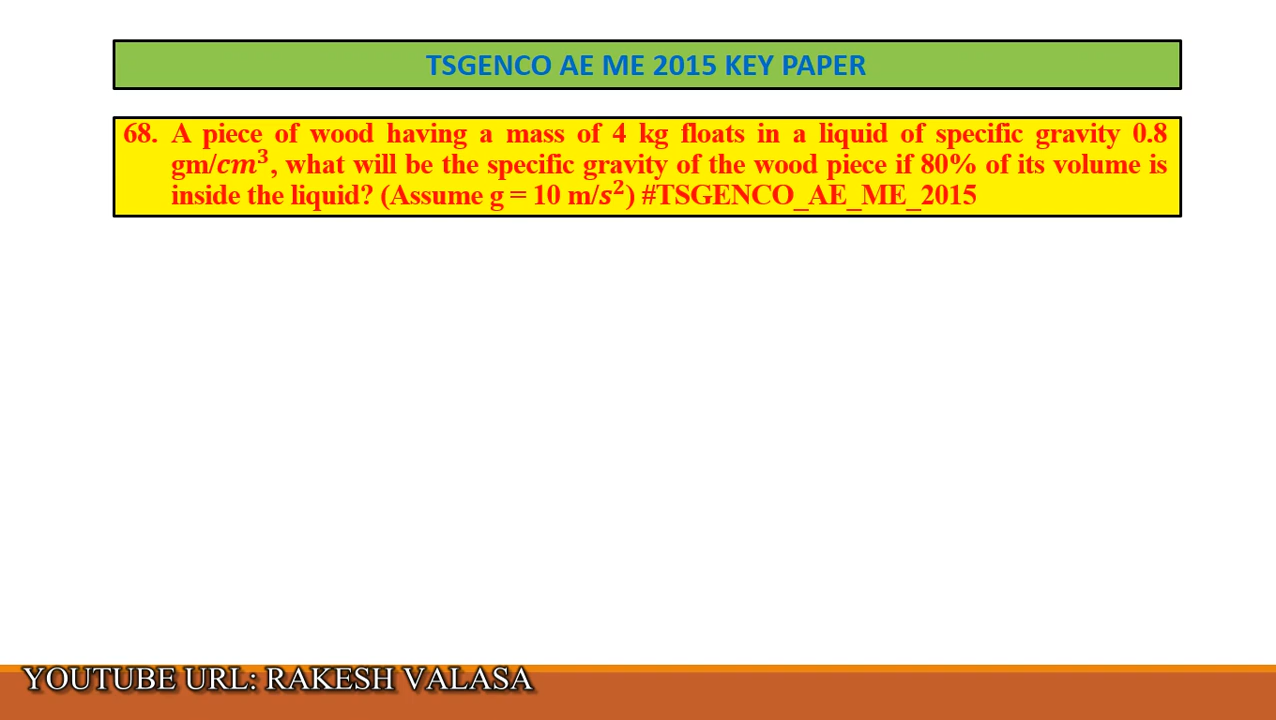 TSGENCO AE ME 2015 KEY PAPER
68. A piece of wood having a mass of 4 kg floats in a liquid of specific gravity 0.8
gm/cm³, what will be the specific gravity of the wood piece if 80% of its volume is
inside the liquid? (Assume g = 10 m/s²) #TSGENCO_AE_ME_2015
YOUTUBE URL: RAKESH VALASA